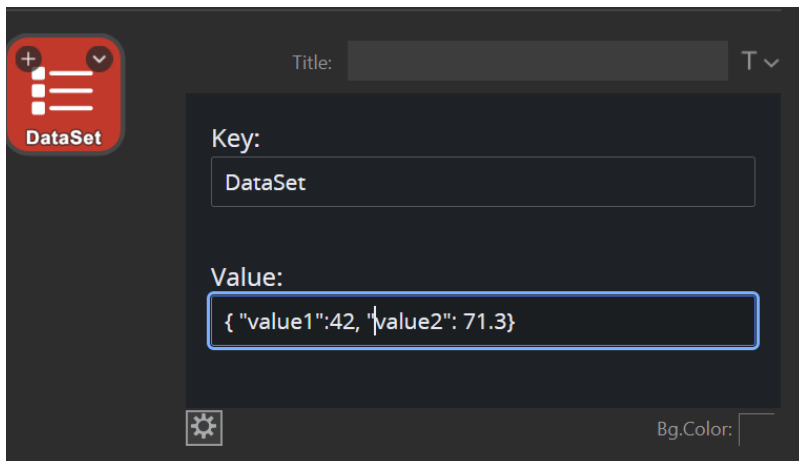 Title:
T
DataSet
Key:
DataSet
Value:
{ "value1":42, "value2": 71.3}
Bg.Color: